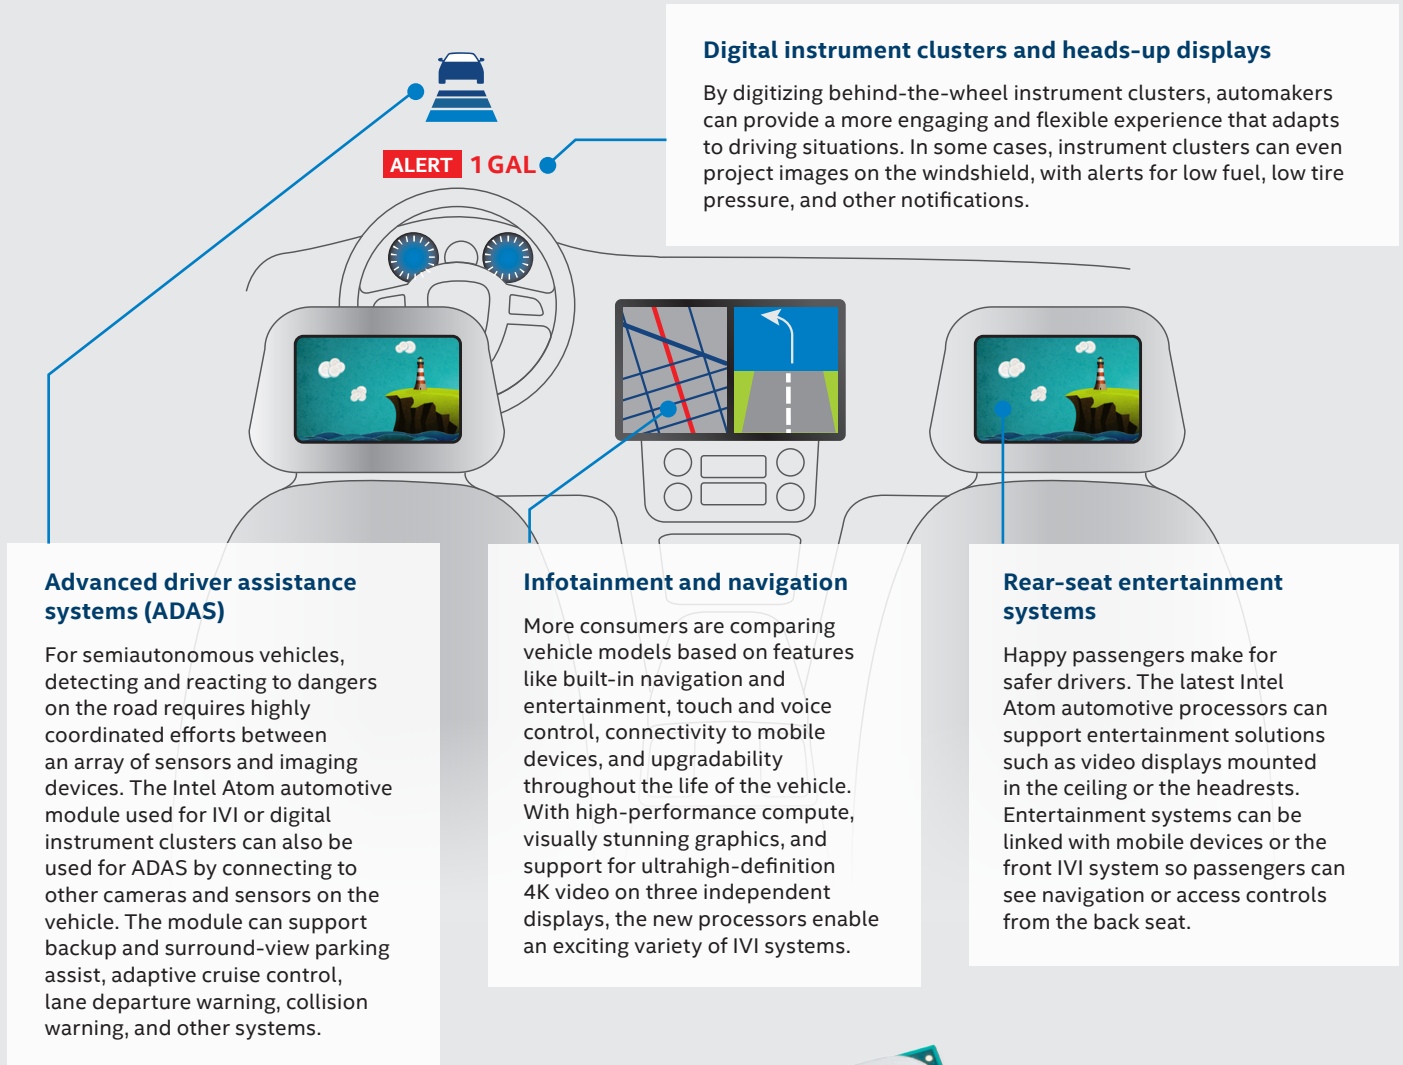 Digital instrument clusters and heads-up displays
By digitizing behind-the-wheel instrument clusters, automakers
can provide a more engaging and flexible experience that adapts
to driving situations. In some cases, instrument clusters can even
project images on the windshield, with alerts for low fuel, low tire
pressure, and other notifications.
ALERT 1 GAL
Advanced driver assistance
systems (ADAS)
For semiautonomous vehicles,
detecting and reacting to dangers
on the road requires highly
coordinated efforts between
an array of sensors and imaging
devices. The Intel Atom automotive
module used for IVI or digital
instrument clusters can also be
used for ADAS by connecting to
other cameras and sensors on the
vehicle. The module can support
backup and surround-view parking
assist, adaptive cruise control,
lane departure warning, collision
warning, and other systems.
Infotainment and navigation
More consumers are comparing
vehicle models based on features
like built-in navigation and
entertainment, touch and voice
control, connectivity to mobile
devices, and upgradability
throughout the life of the vehicle.
With high-performance compute,
visually stunning graphics, and
support for ultrahigh-definition
4K video on three independent
displays, the new processors enable
an exciting variety of IVI systems.
Rear-seat entertainment
systems
Happy passengers make for
safer drivers. The latest Intel
Atom automotive processors can
support entertainment solutions
such as video displays mounted
in the ceiling or the headrests.
Entertainment systems can be
linked with mobile devices or the
front IVI system so passengers can
see navigation or access controls
from the back seat.